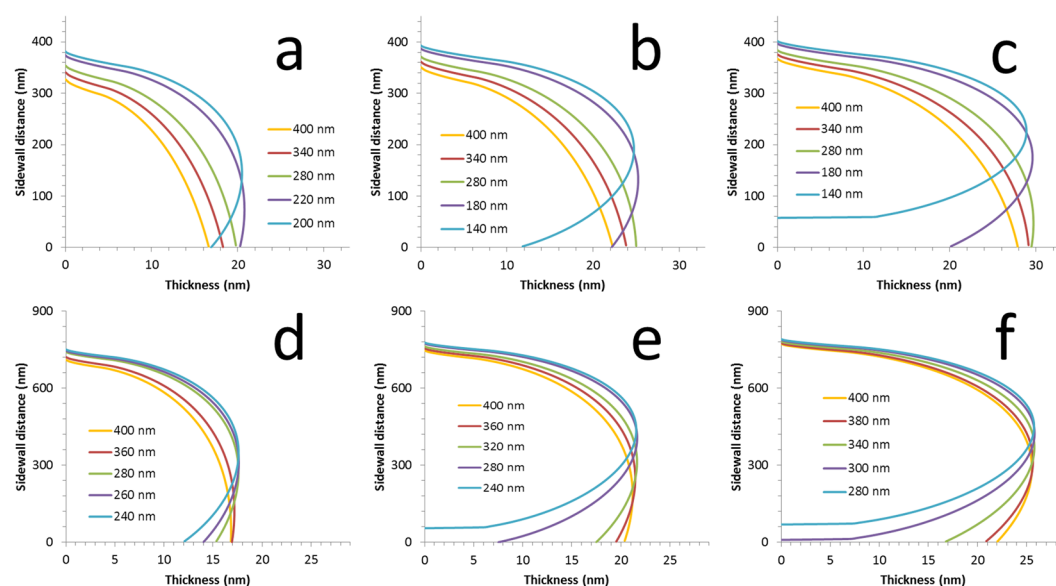 a
Sidewall distance (nm)
400
300
200
100
0
0 10 20 30
Thickness (nm)
400 nm
340 nm
280 nm
220 nm
200 nm
b
Sidewall distance (nm)
400
300
200
100
0
0 10 20 30
Thickness (nm)
400 nm
340 nm
280 nm
180 nm
140 nm
c
Sidewall distance (nm)
400
300
200
100
0
0 10 20 30
Thickness (nm)
400 nm
340 nm
280 nm
180 nm
140 nm
d
Sidewall distance (nm)
900
600
300
0
0 5 10 15 20 25
Thickness (nm)
400 nm
360 nm
280 nm
260 nm
240 nm
e
Sidewall distance (nm)
900
600
300
0
0 5 10 15 20 25
Thickness (nm)
400 nm
360 nm
320 nm
280 nm
240 nm
f
Sidewall distance (nm)
900
600
300
0
0 5 10 15 20 25
Thickness (nm)
400 nm
380 nm
340 nm
300 nm
280 nm